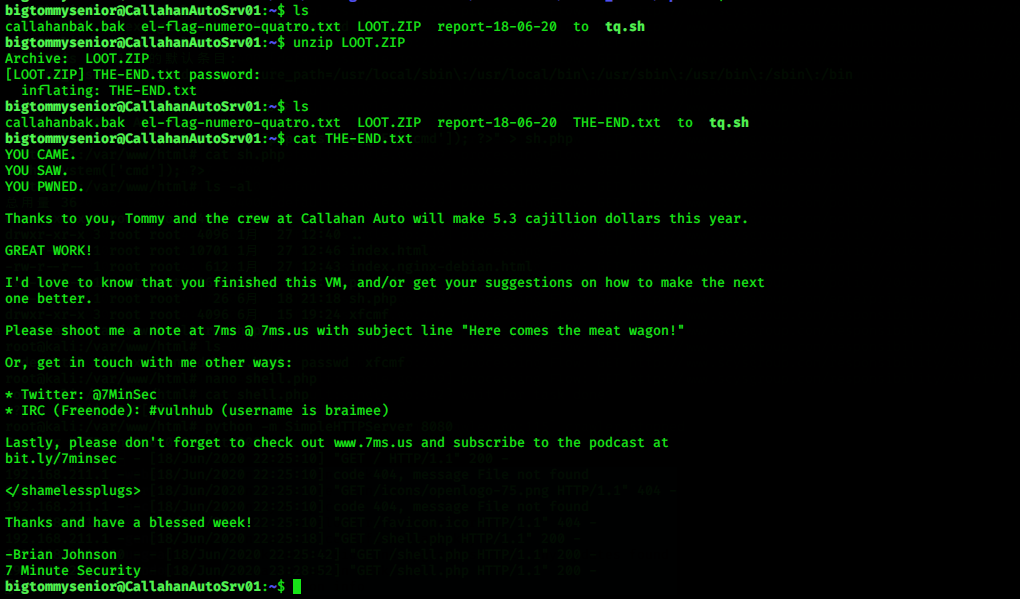 bigtommysenior@CallahanAutoSrv01:~$ ls
callahanbak.bak el-flag-numero-quatro.txt LOOT.ZIP report-18-06-20 to tq.sh
bigtommysenior@CallahanAutoSrv01:~$ unzip LOOT.ZIP
Archive: LOOT.ZIP
[LOOT.ZIP] THE-END.txt password:
inflating: THE-END.txt
bigtommysenior@CallahanAutoSrv01:~$ ls
callahanbak.bak el-flag-numero-quatro.txt LOOT.ZIP report-18-06-20 THE-END.txt to tq.sh
bigtommysenior@CallahanAutoSrv01:~$ cat THE-END.txt
YOU CAME.
YOU SAW.
YOU PWNED.
Thanks to you, Tommy and the crew at Callahan Auto will make 5.3 cajillion dollars this year.
GREAT WORK!
I'd love to know that you finished this VM, and/or get your suggestions on how to make the next
one better.
Please shoot me a note at 7ms @ 7ms.us with subject line "Here comes the meat wagon!"
Or, get in touch with me other ways:
* Twitter: @7MinSec
* IRC (Freenode): #vulnhub (username is braimee)
Lastly, please don't forget to check out www.7ms.us and subscribe to the podcast at
bit.ly/7minsec
</shamelessplugs>
Thanks and have a blessed week!
-Brian Johnson
7 Minute Security
bigtommysenior@CallahanAutoSrv01:~$